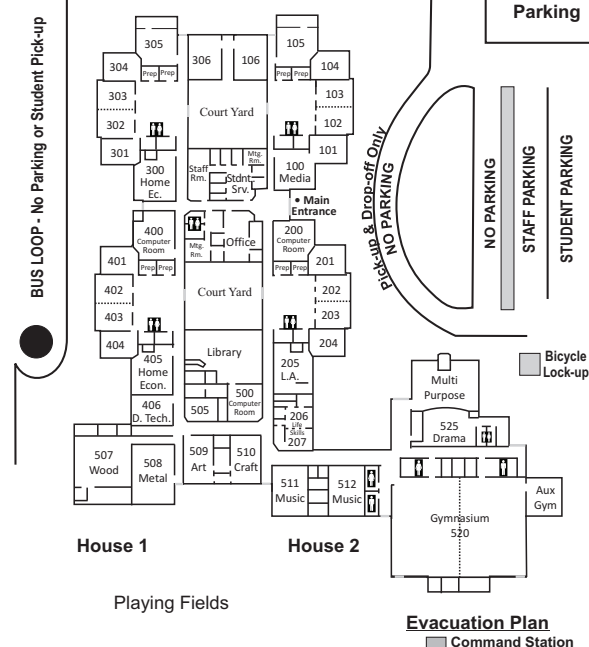 Parking
BUS LOOP - No Parking or Student Pick-up
305
306
106
105
304
Prep
Prep
Prep
Prep
104
303
103
Court Yard
302
102
301
101
300
Home
Ec.
Staff
Rm.
Mtg.
Rm.
Stdnt.
Srv.
100
Media
• Main
Entrance
Pick-up & Drop-off Only
NO PARKING
NO PARKING
STAFF PARKING
STUDENT PARKING
400
Computer
Room
Mtg.
Rm.
Office
200
Computer
Room
401
Prep
Prep
Prep
Prep
201
402
Court Yard
202
403
203
404
204
405
Home
Econ.
Library
205
L.A.
Bicycle
Lock-up
Multi
Purpose
406
D. Tech.
505
500
Computer
Room
206
Life
Skills
207
525
Drama
507
Wood
508
Metal
509
Art
510
Craft
511
Music
512
Music
Gymnasium
520
Aux
Gym
House 1
House 2
Playing Fields
Evacuation Plan
Command Station